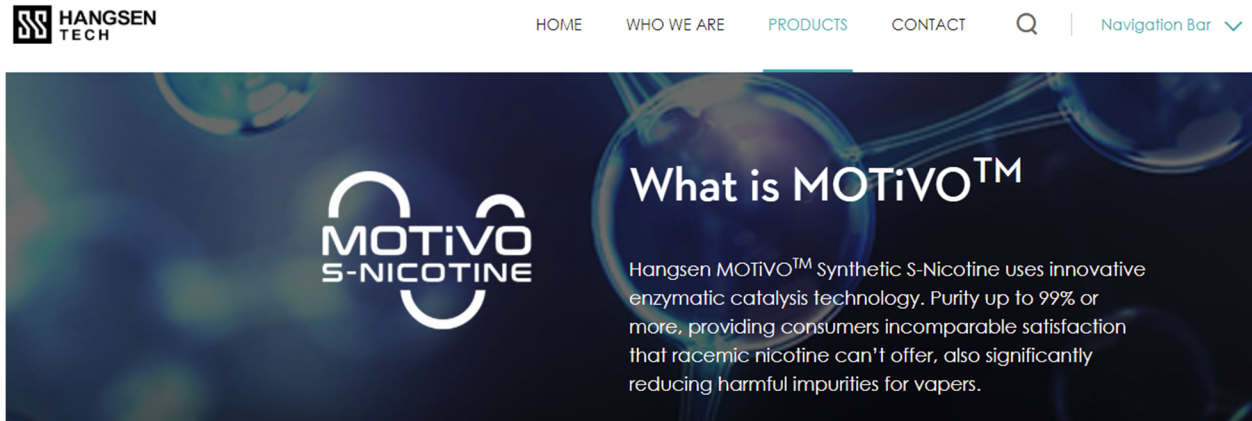 HANGSEN
TECH
HOME WHO WE ARE PRODUCTS CONTACT Navigation Bar
What is MOTiVO™
MOTiVO
S-NICOTINE
Hangsen MOTiVO™ Synthetic S-Nicotine uses innovative
enzymatic catalysis technology. Purity up to 99% or
more, providing consumers incomparable satisfaction
that racemic nicotine can't offer, also significantly
reducing harmful impurities for vapers.